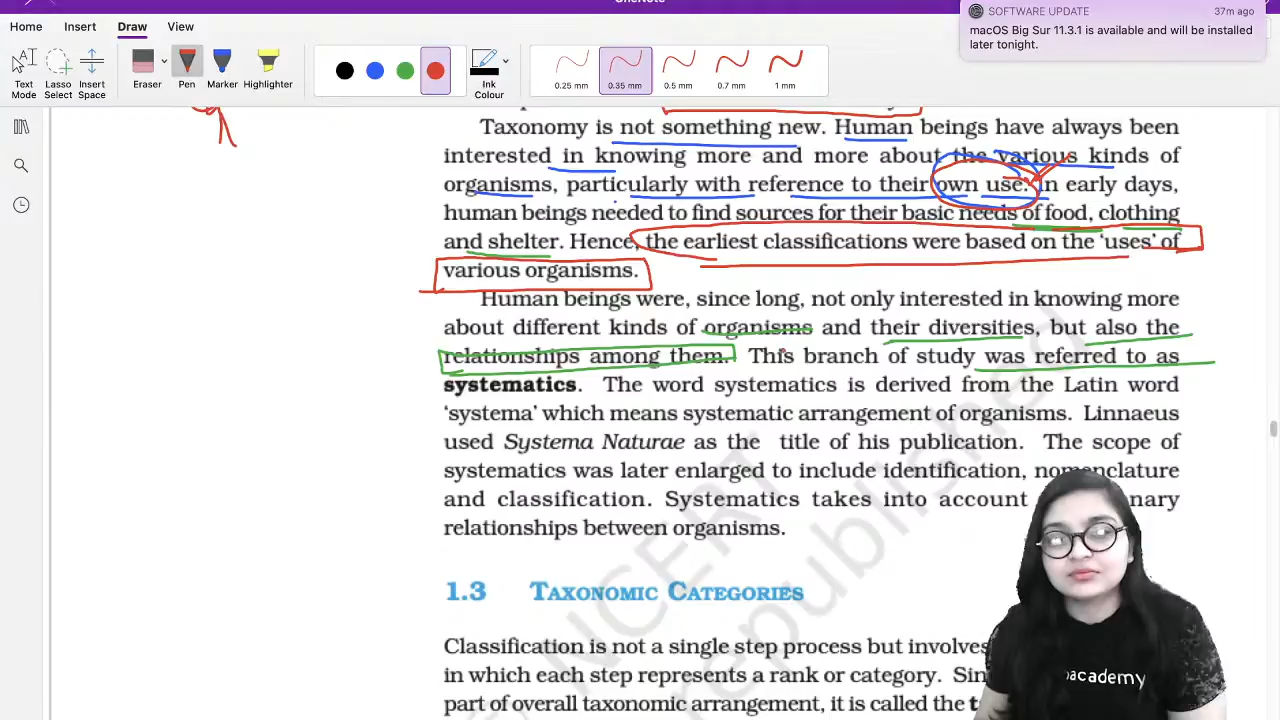 OneNote
SOFTWARE UPDATE 37m ago
macOS Big Sur 11.3.1 is available and will be installed
later tonight.
Home Insert Draw View
Text Mode
Lasso Select
Insert Space
Eraser
Pen
Marker
Highlighter
Ink Colour
0.25 mm 0.35 mm 0.5 mm 0.7 mm 1 mm
Taxonomy is not something new. Human beings have always been
interested in knowing more and more about the various kinds of
organisms, particularly with reference to their own use. In early days,
human beings needed to find sources for their basic needs of food, clothing
and shelter. Hence, the earliest classifications were based on the 'uses' of
various organisms.
Human beings were, since long, not only interested in knowing more
about different kinds of organisms and their diversities, but also the
relationships among them. This branch of study was referred to as
systematics. The word systematics is derived from the Latin word
'systema' which means systematic arrangement of organisms. Linnaeus
used Systema Naturae as the title of his publication. The scope of
systematics was later enlarged to include identification, nomenclature
and classification. Systematics takes into account nary
relationships between organisms.
1.3 TAXONOMIC CATEGORIES
Classification is not a single step process but involves
in which each step represents a rank or category. Sin
part of overall taxonomic arrangement, it is called the t
NCERT
republished
republished
academy